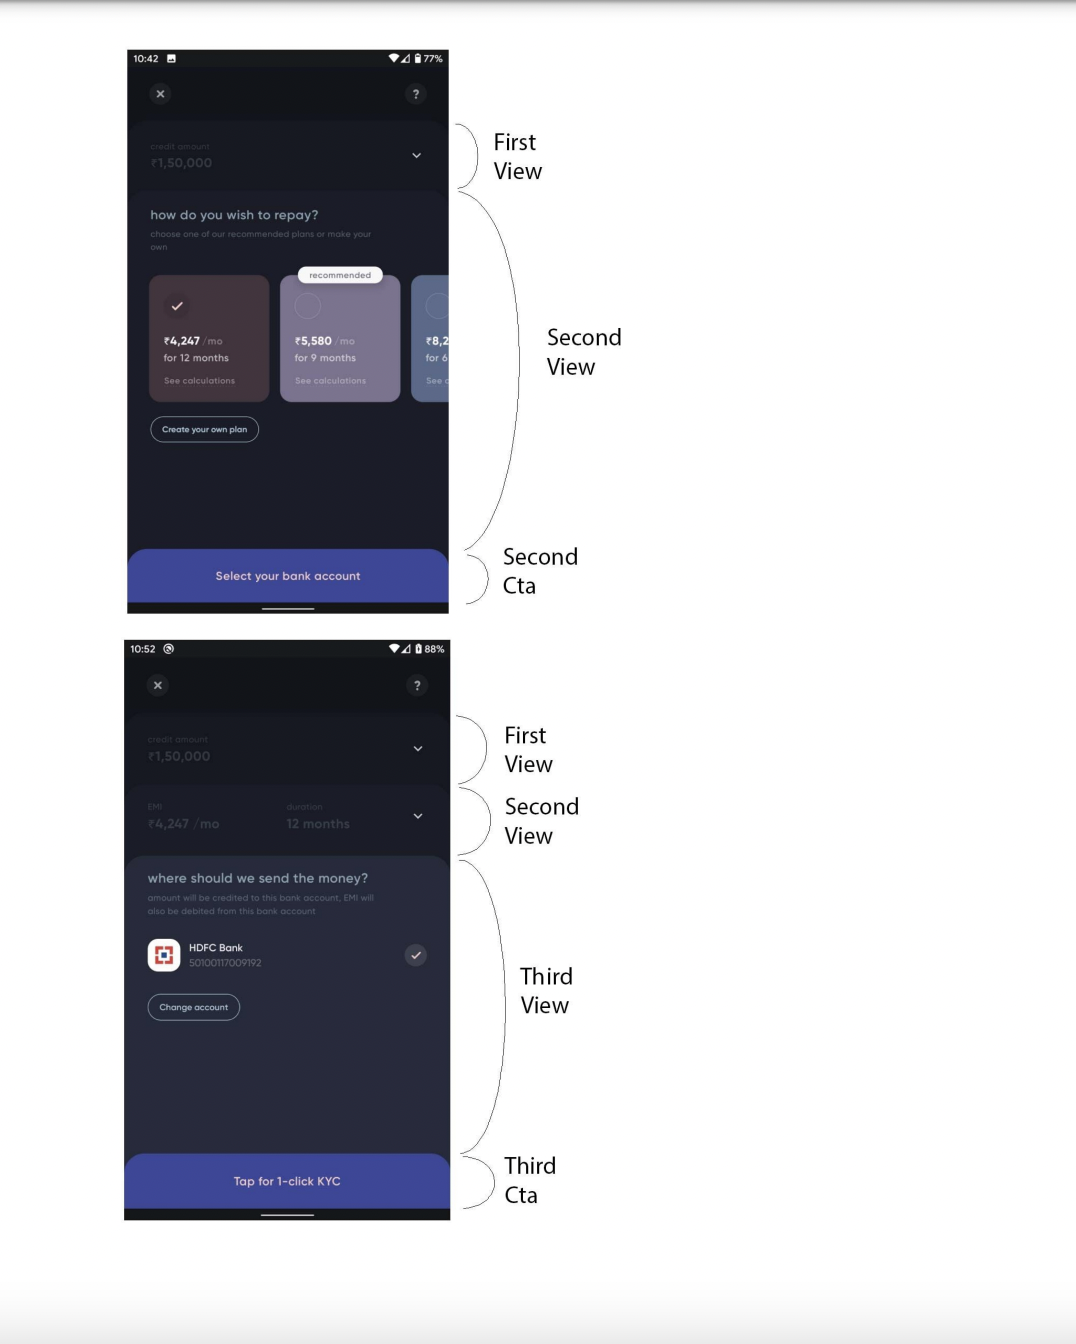 10:42
77%
×
?
credit amount
₹1,50,000
First
View
how do you wish to repay?
choose one of our recommended plans or make your
own
recommended
₹4,247 /mo
₹5,580 /mo
₹8,2
for 12 months
for 9 months
for 6
See calculations
See calculations
See c
Second
View
Create your own plan
Select your bank account
Second
Cta
10:52
88%
×
?
credit amount
₹1,50,000
First
View
EMI
duration
₹4,247 /mo
12 months
Second
View
where should we send the money?
amount will be credited to this bank account, EMI will
also be debited from this bank account
HDFC Bank
50100117009192
Change account
Third
View
Tap for 1-click KYC
Third
Cta